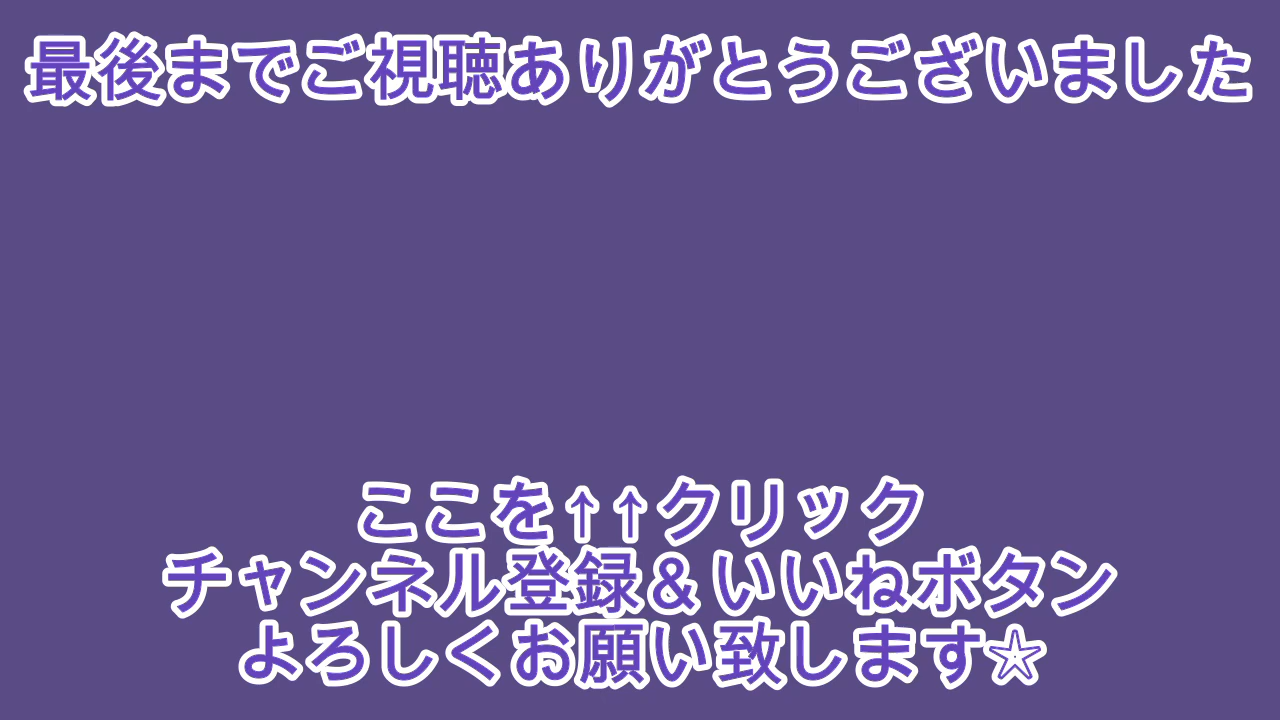 最後までご視聴ありがとうございました
ここを↑↑クリック
チャンネル登録＆いいねボタン
よろしくお願い致します☆